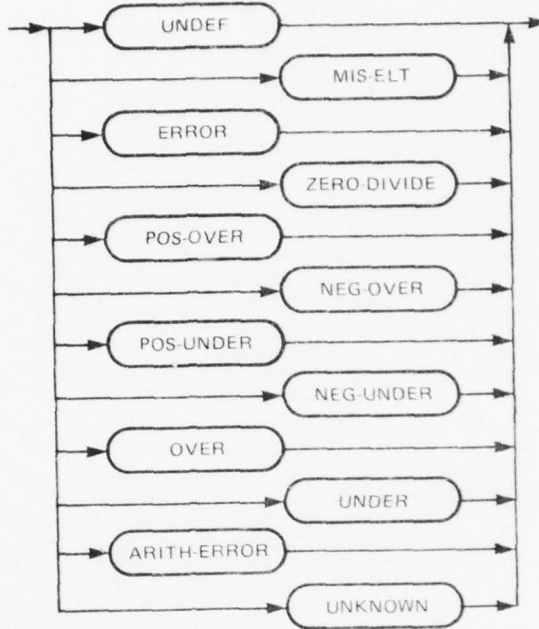 UNDEF
MIS-ELT
ERROR
ZERO-DIVIDE
POS-OVER
NEG-OVER
POS-UNDER
NEG-UNDER
OVER
UNDER
ARITH-ERROR
UNKNOWN